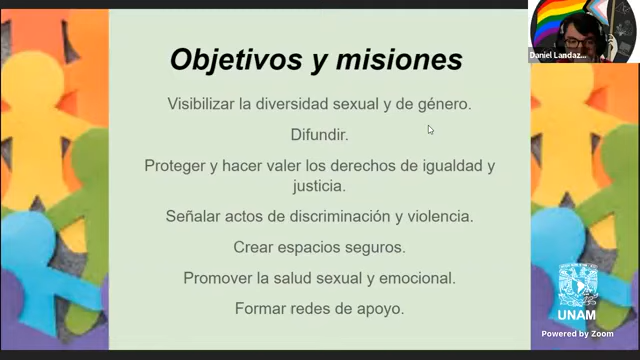 Objetivos y misiones
Visibilizar la diversidad sexual y de género.
Difundir.
Proteger y hacer valer los derechos de igualdad y
justicia.
Señalar actos de discriminación y violencia.
Crear espacios seguros.
Promover la salud sexual y emocional.
Formar redes de apoyo.
Daniel Landaz...
UNAM
Powered by Zoom